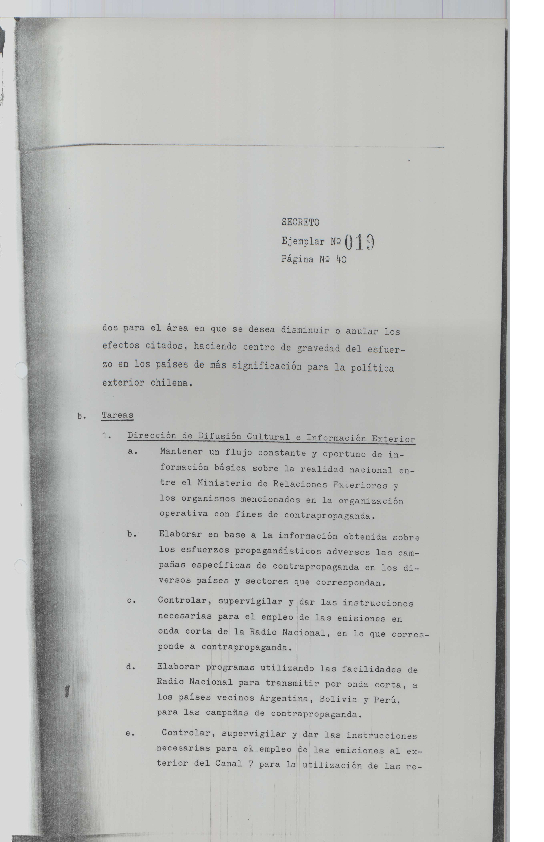 SECRETO
Ejemplar Nº 019
Página Nº 40
dos para el área en que se desea disminuir o anular los
efectos citados, haciendo centro de gravedad del esfuer-
zo en los países de más significación para la política
exterior chilena.
b. Tareas
1. Dirección de Difusión Cultural e Información Exterior
a. Mantener un flujo constante y oportuno de in-
formación básica sobre la realidad nacional en-
tre el Ministerio de Relaciones Exteriores y
los organismos mencionados en la organización
operativa con fines de contrapropaganda.
b. Elaborar en base a la información obtenida sobre
los esfuerzos propagandísticos adversos las cam-
pañas específicas de contrapropaganda en los di-
versos países y sectores que correspondan.
c. Controlar, supervigilar y dar las instrucciones
necesarias para el empleo de las emisiones en
onda corta de la Radio Nacional, en lo que corres-
ponde a contrapropaganda.
d. Elaborar programas utilizando las facilidades de
Radio Nacional para transmitir por onda corta, a
los países vecinos Argentina, Bolivia y Perú,
para las campañas de contrapropaganda.
e. Controlar, supervigilar y dar las instrucciones
necesarias para el empleo de las emisiones al ex-
terior del Canal 7 para la utilización de las re-